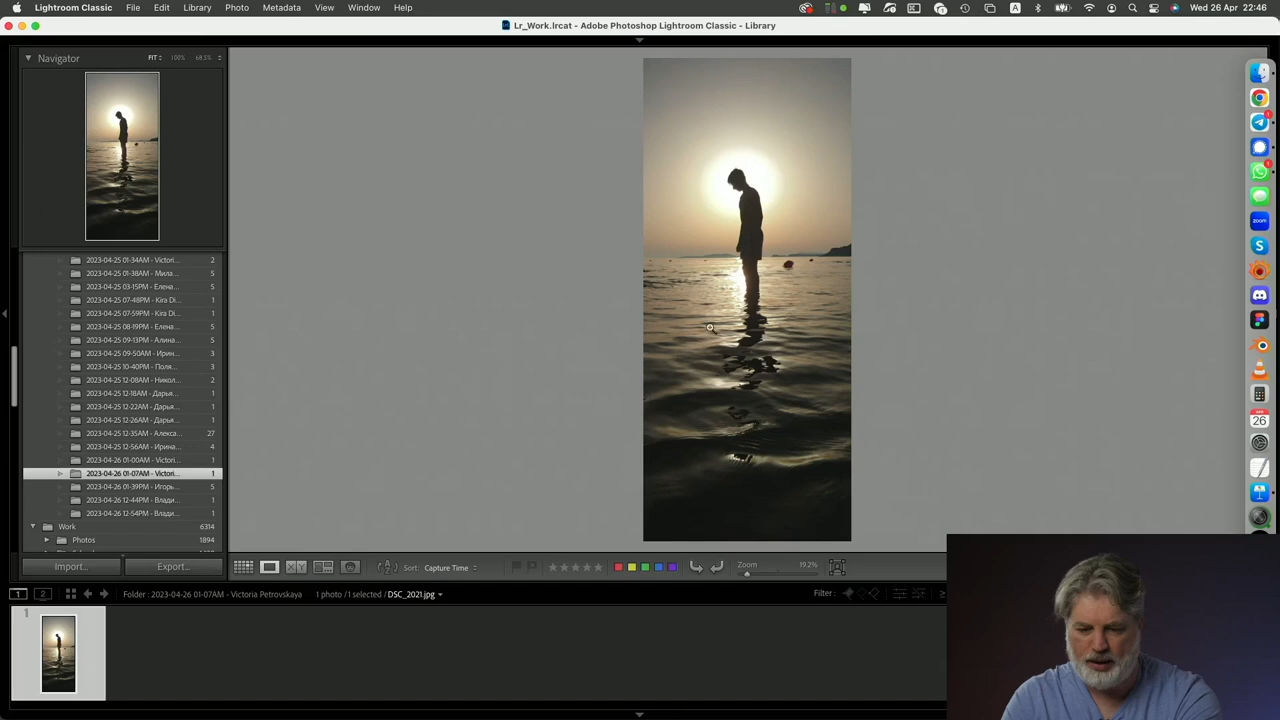 Lightroom Classic File Edit Library Photo Metadata View Window Help A Wed 26 Apr 22:46
Lr_Work.lrcat - Adobe Photoshop Lightroom Classic - Library
Navigator FIT 100% 68.5%
2023-04-25 01-34AM - Victori... 2
2023-04-25 01-38AM - Мила... 5
2023-04-25 03-15PM - Елена... 5
2023-04-25 07-48PM - Kira Di... 1
2023-04-25 07-59PM - Kira Di... 1
2023-04-25 08-19PM - Елена... 5
2023-04-25 09-13PM - Алина... 5
2023-04-25 09-50AM - Ирин... 3
2023-04-25 10-40PM - Поля... 3
2023-04-25 12-08AM - Никол... 2
2023-04-25 12-18AM - Дарья... 1
2023-04-25 12-22AM - Дарья... 1
2023-04-25 12-26AM - Дарья... 1
2023-04-25 12-35AM - Алекса... 27
2023-04-25 12-56AM - Ирина... 4
2023-04-26 01-00AM - Victori... 1
2023-04-26 01-07AM - Victori... 1
2023-04-26 01-39PM - Игорь... 5
2023-04-26 12-44PM - Влади... 1
2023-04-26 12-54PM - Влади... 1
Work 6314
Photos 1894
Import... Export... Sort: Capture Time Zoom 19.2%
1 2 Folder : 2023-04-26 01-07AM - Victoria Petrovskaya 1 photo / 1 selected / DSC_2021.jpg Filter :
1
zoom
APR
26